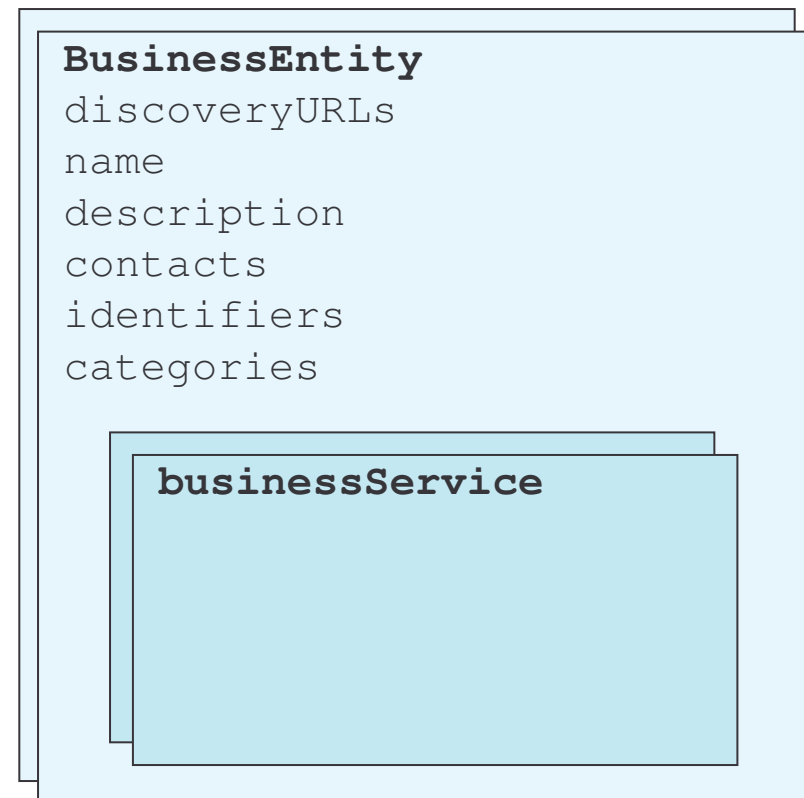 BusinessEntity
discoveryURLs
name
description
contacts
identifiers
categories
businessService